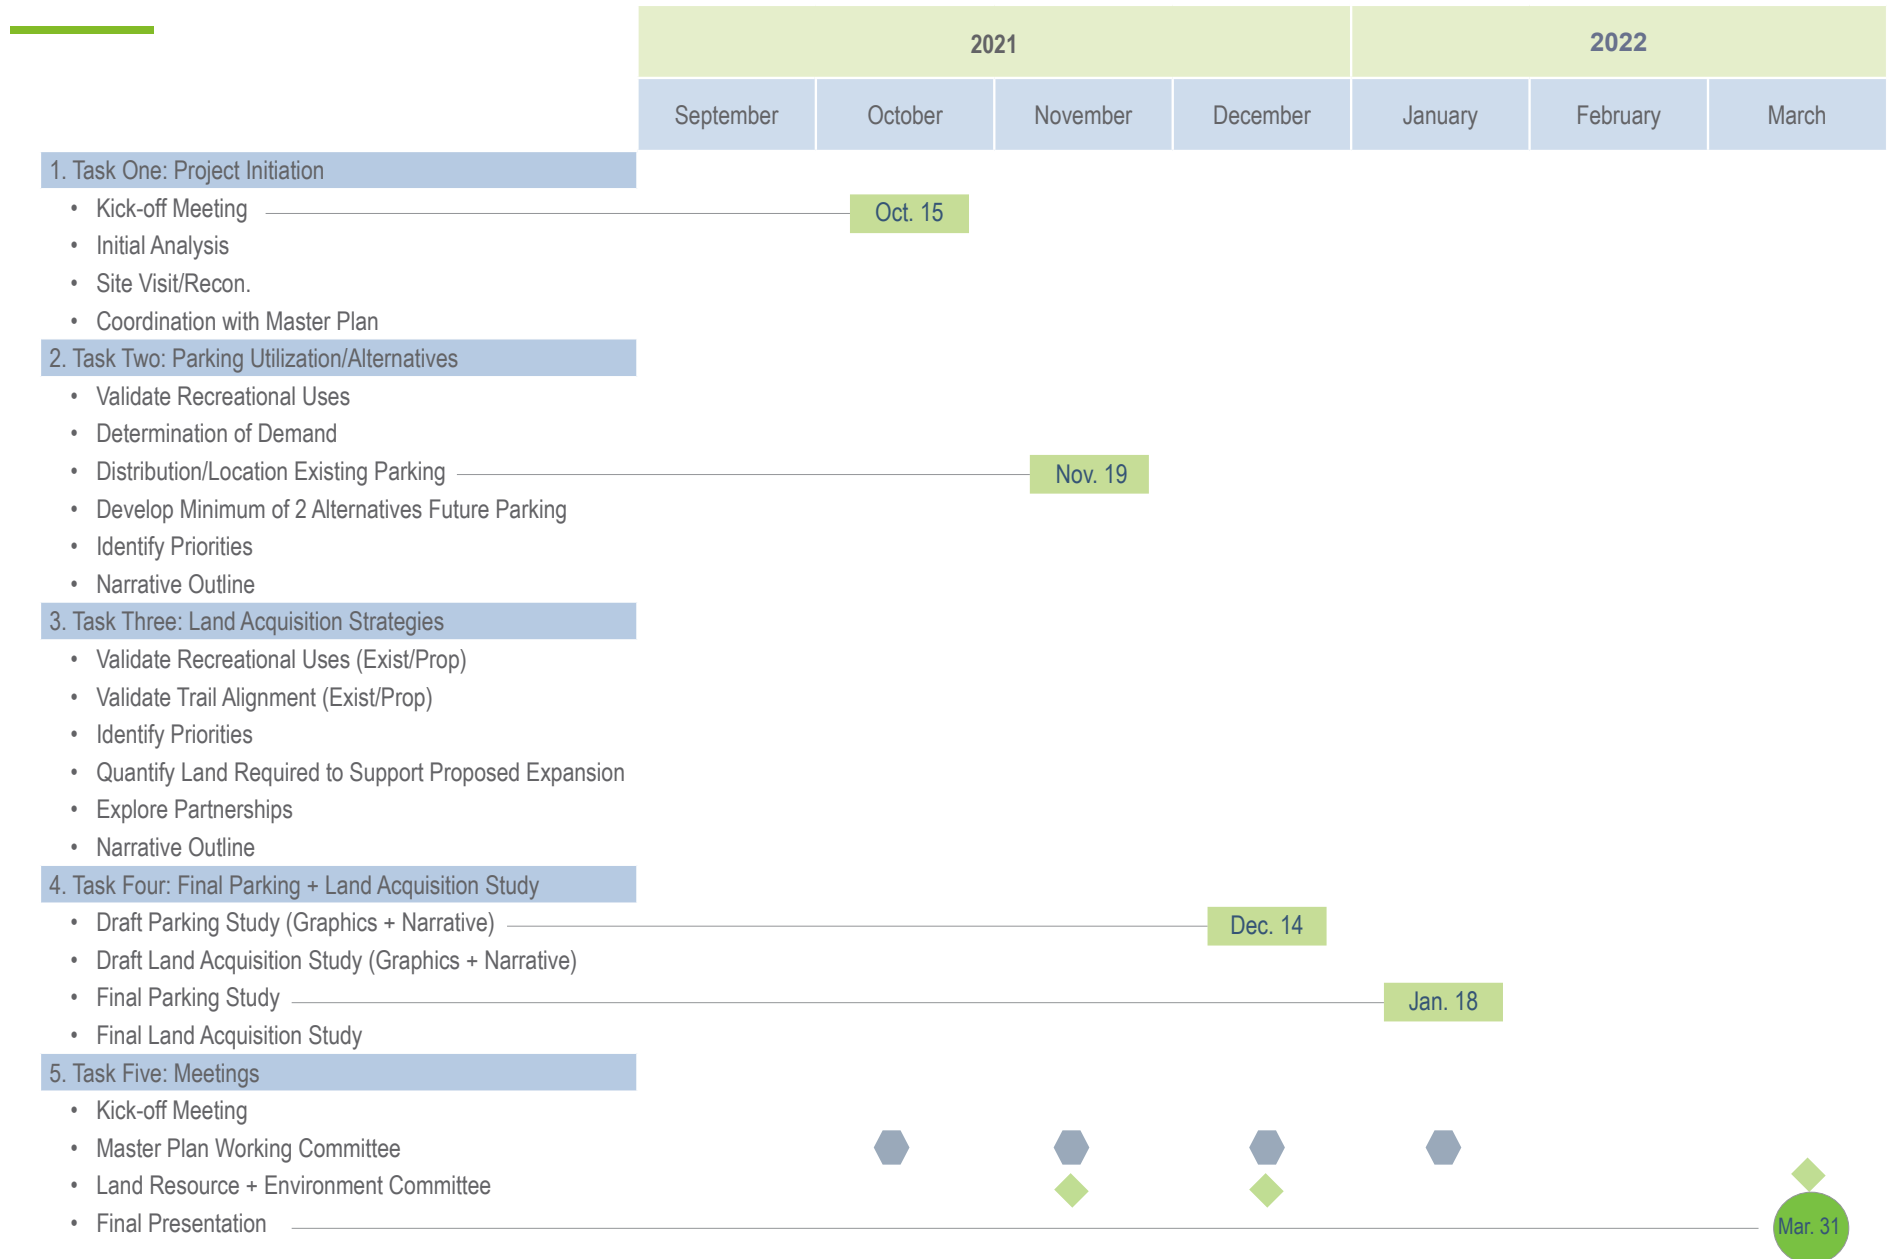 2021
2022
September
October
November
December
January
February
March
1. Task One: Project Initiation
• Kick-off Meeting
Oct. 15
• Initial Analysis
• Site Visit/Recon.
• Coordination with Master Plan
2. Task Two: Parking Utilization/Alternatives
• Validate Recreational Uses
• Determination of Demand
• Distribution/Location Existing Parking
Nov. 19
• Develop Minimum of 2 Alternatives Future Parking
• Identify Priorities
• Narrative Outline
3. Task Three: Land Acquisition Strategies
• Validate Recreational Uses (Exist/Prop)
• Validate Trail Alignment (Exist/Prop)
• Identify Priorities
• Quantify Land Required to Support Proposed Expansion
• Explore Partnerships
• Narrative Outline
4. Task Four: Final Parking + Land Acquisition Study
• Draft Parking Study (Graphics + Narrative)
Dec. 14
• Draft Land Acquisition Study (Graphics + Narrative)
• Final Parking Study
Jan. 18
• Final Land Acquisition Study
5. Task Five: Meetings
• Kick-off Meeting
• Master Plan Working Committee
• Land Resource + Environment Committee
• Final Presentation
Mar. 31